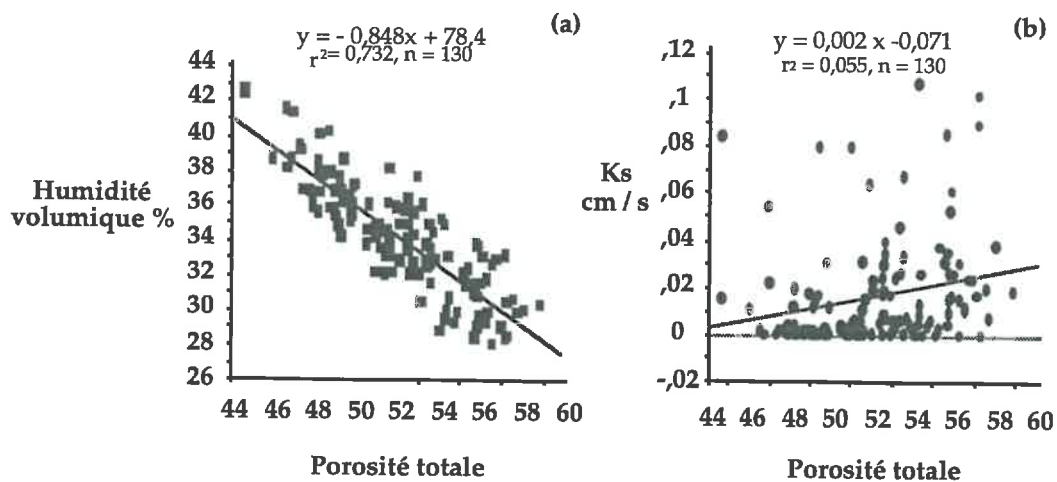 (a)
y = - 0,848x + 78,4
r²= 0,732, n = 130
44
42
40
38
36
34
32
30
28
26
Humidité
volumique %
44 46 48 50 52 54 56 58 60
Porosité totale
(b)
y = 0,002 x -0,071
r2 = 0,055, n = 130
,12
,1
,08
,06
,04
,02
0
-,02
Ks
cm / s
44 46 48 50 52 54 56 58 60
Porosité totale